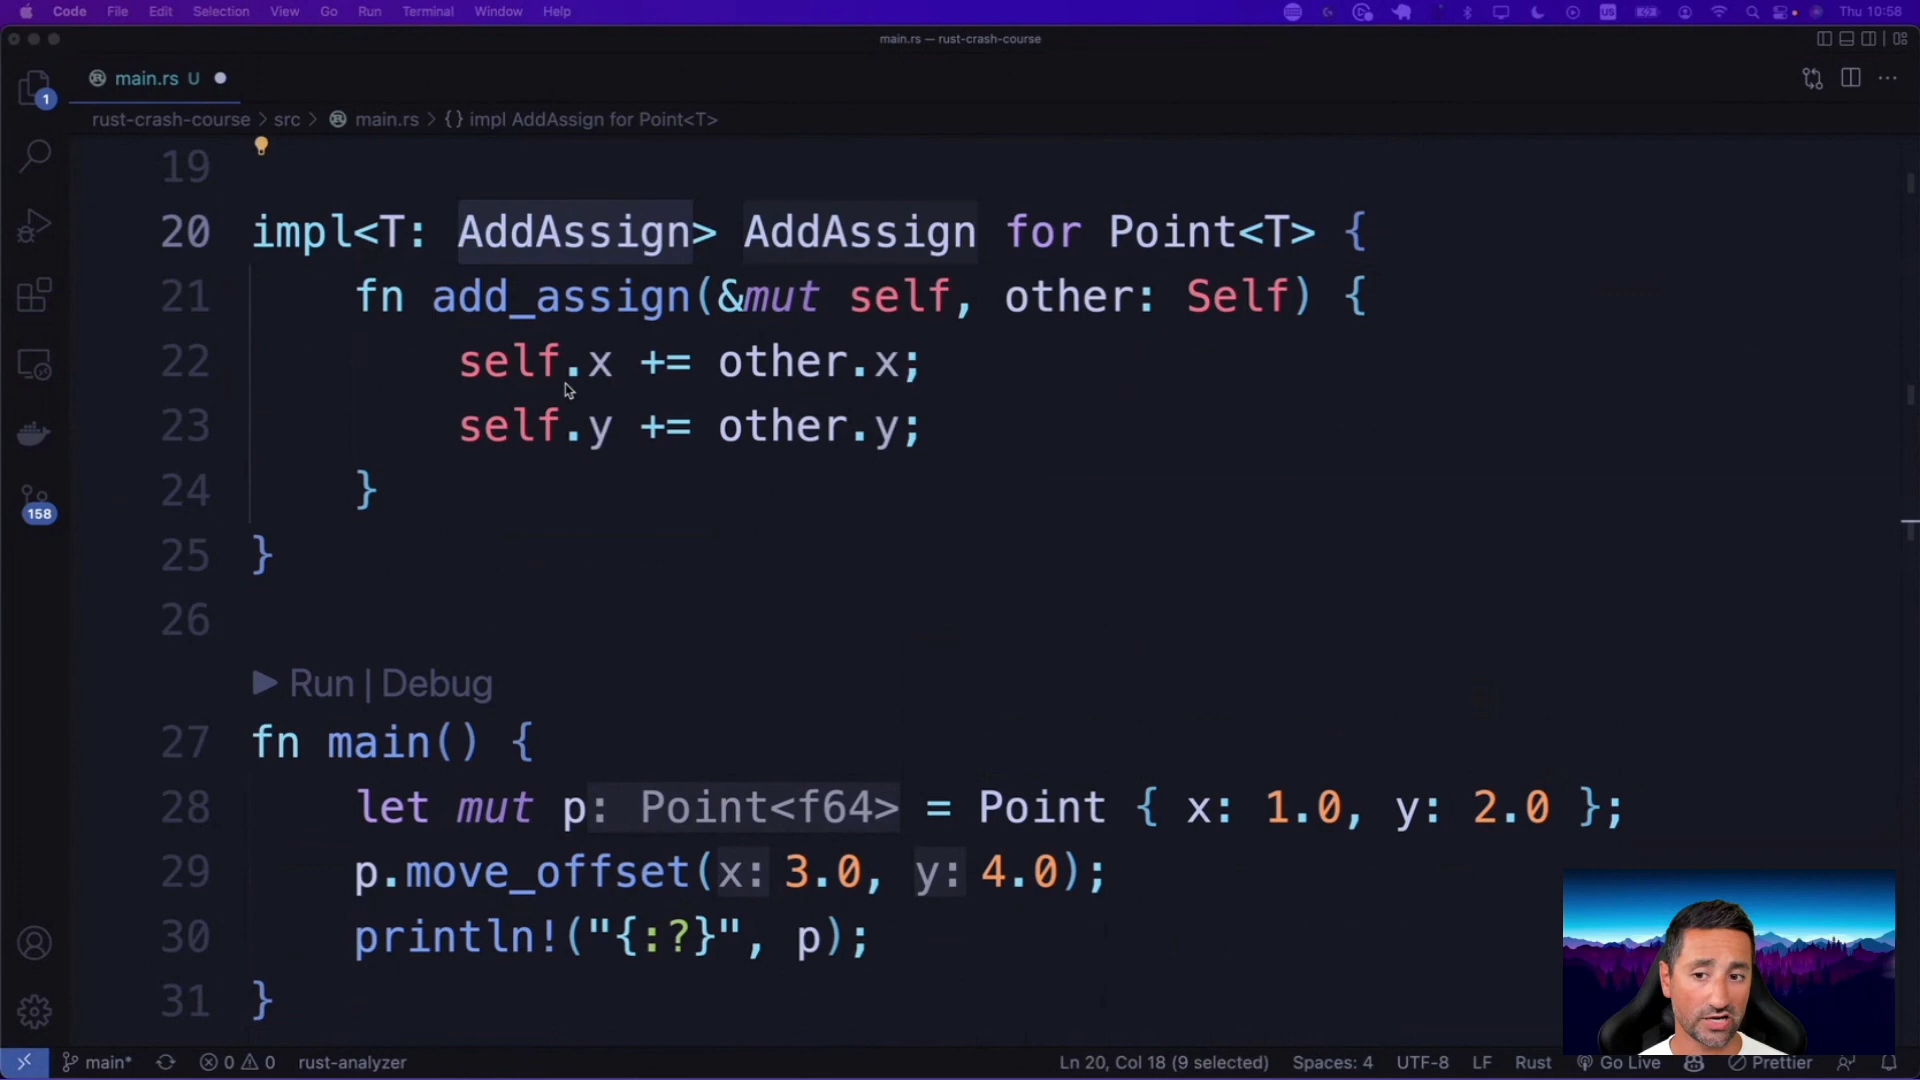 Code File Edit Selection View Go Run Terminal Window Help US Thu 10:58
main.rs — rust-crash-course
main.rs U
1
rust-crash-course > src > main.rs > {} impl AddAssign for Point<T>
19
20 impl<T: AddAssign> AddAssign for Point<T> {
21 fn add_assign(&mut self, other: Self) {
22 self.x += other.x;
23 self.y += other.y;
24 }
25 }
26
158
Run | Debug
27 fn main() {
28 let mut p: Point<f64> = Point { x: 1.0, y: 2.0 };
29 p.move_offset(x: 3.0, y: 4.0);
30 println!("{:?}", p);
31 }
main* 0 0 rust-analyzer Ln 20, Col 18 (9 selected) Spaces: 4 UTF-8 LF Rust Go Live Prettier